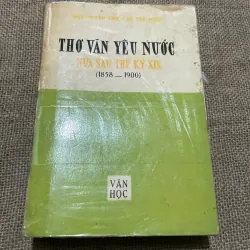 THƠ VĂN YÊU NƯỚC
NỬA SAU THẾ KỶ XIX
(1858 — 1900)
VĂN
HỌC